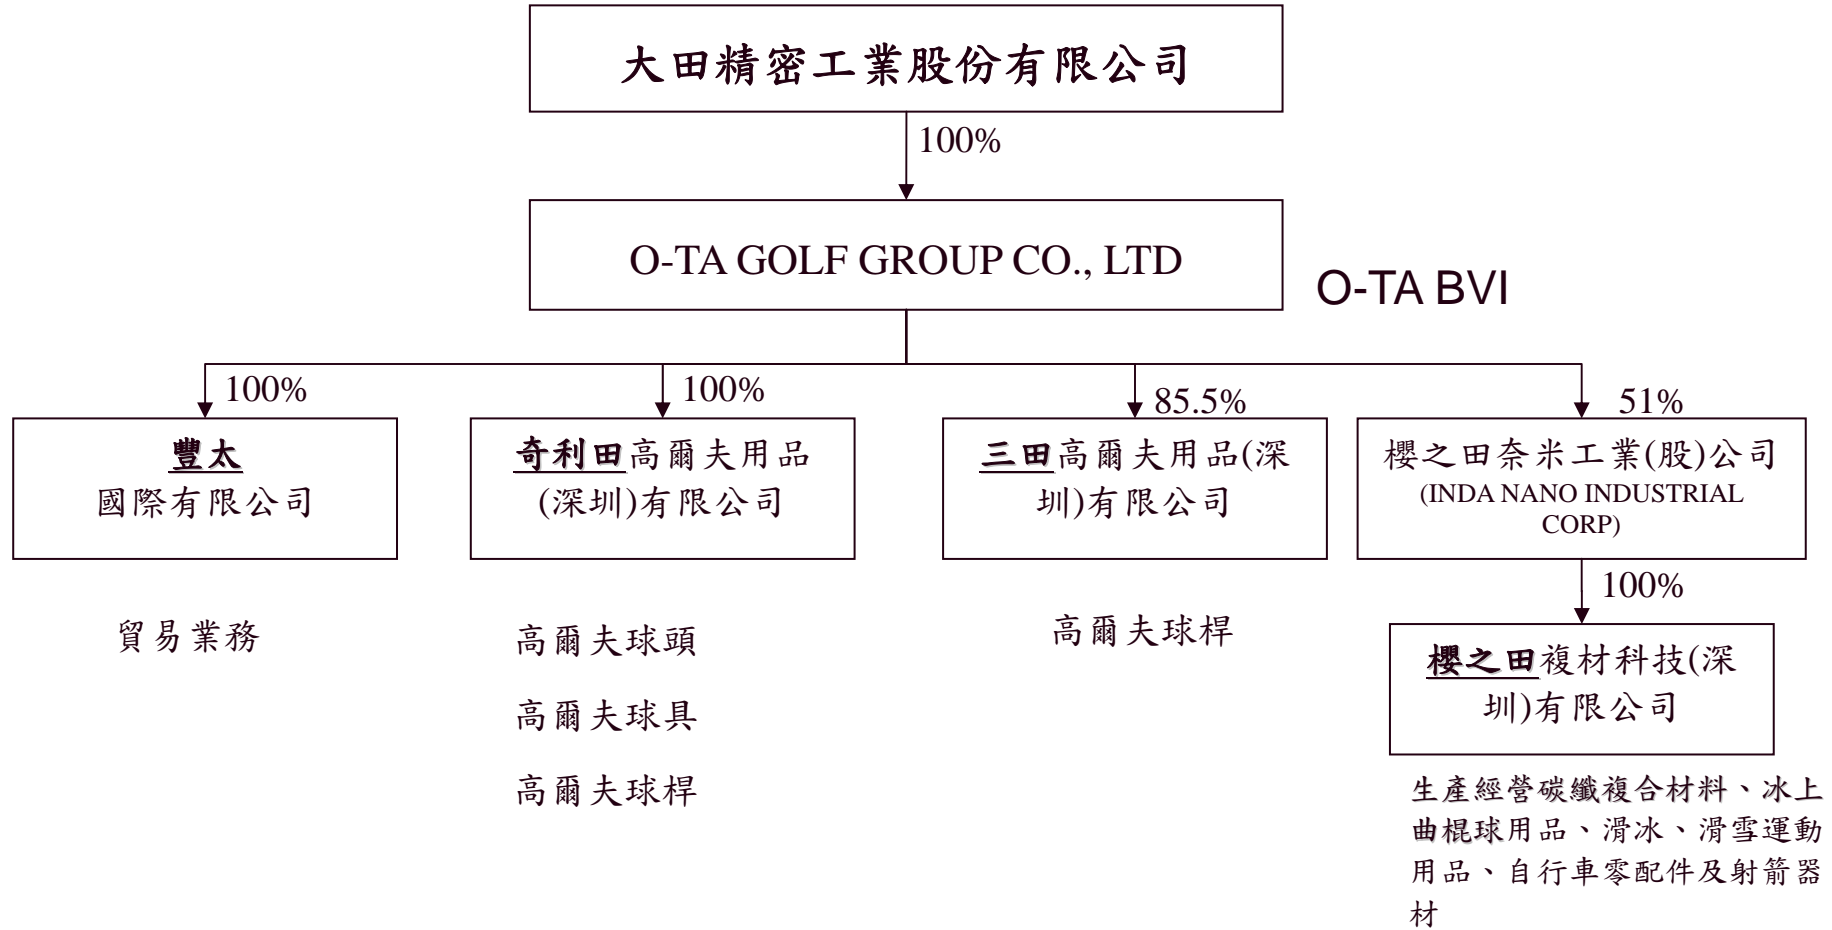 大田精密工業股份有限公司
100%
O-TA GOLF GROUP CO., LTD
O-TA BVI
100%
100%
85.5%
51%
豐太
國際有限公司
奇利田高爾夫用品
(深圳)有限公司
三田高爾夫用品(深
圳)有限公司
櫻之田奈米工業(股)公司
(INDA NANO INDUSTRIAL
CORP)
100%
貿易業務
高爾夫球頭
高爾夫球具
高爾夫球桿
高爾夫球桿
櫻之田複材科技(深
圳)有限公司
生產經營碳纖複合材料、冰上
曲棍球用品、滑冰、滑雪運動
用品、自行車零配件及射箭器
材